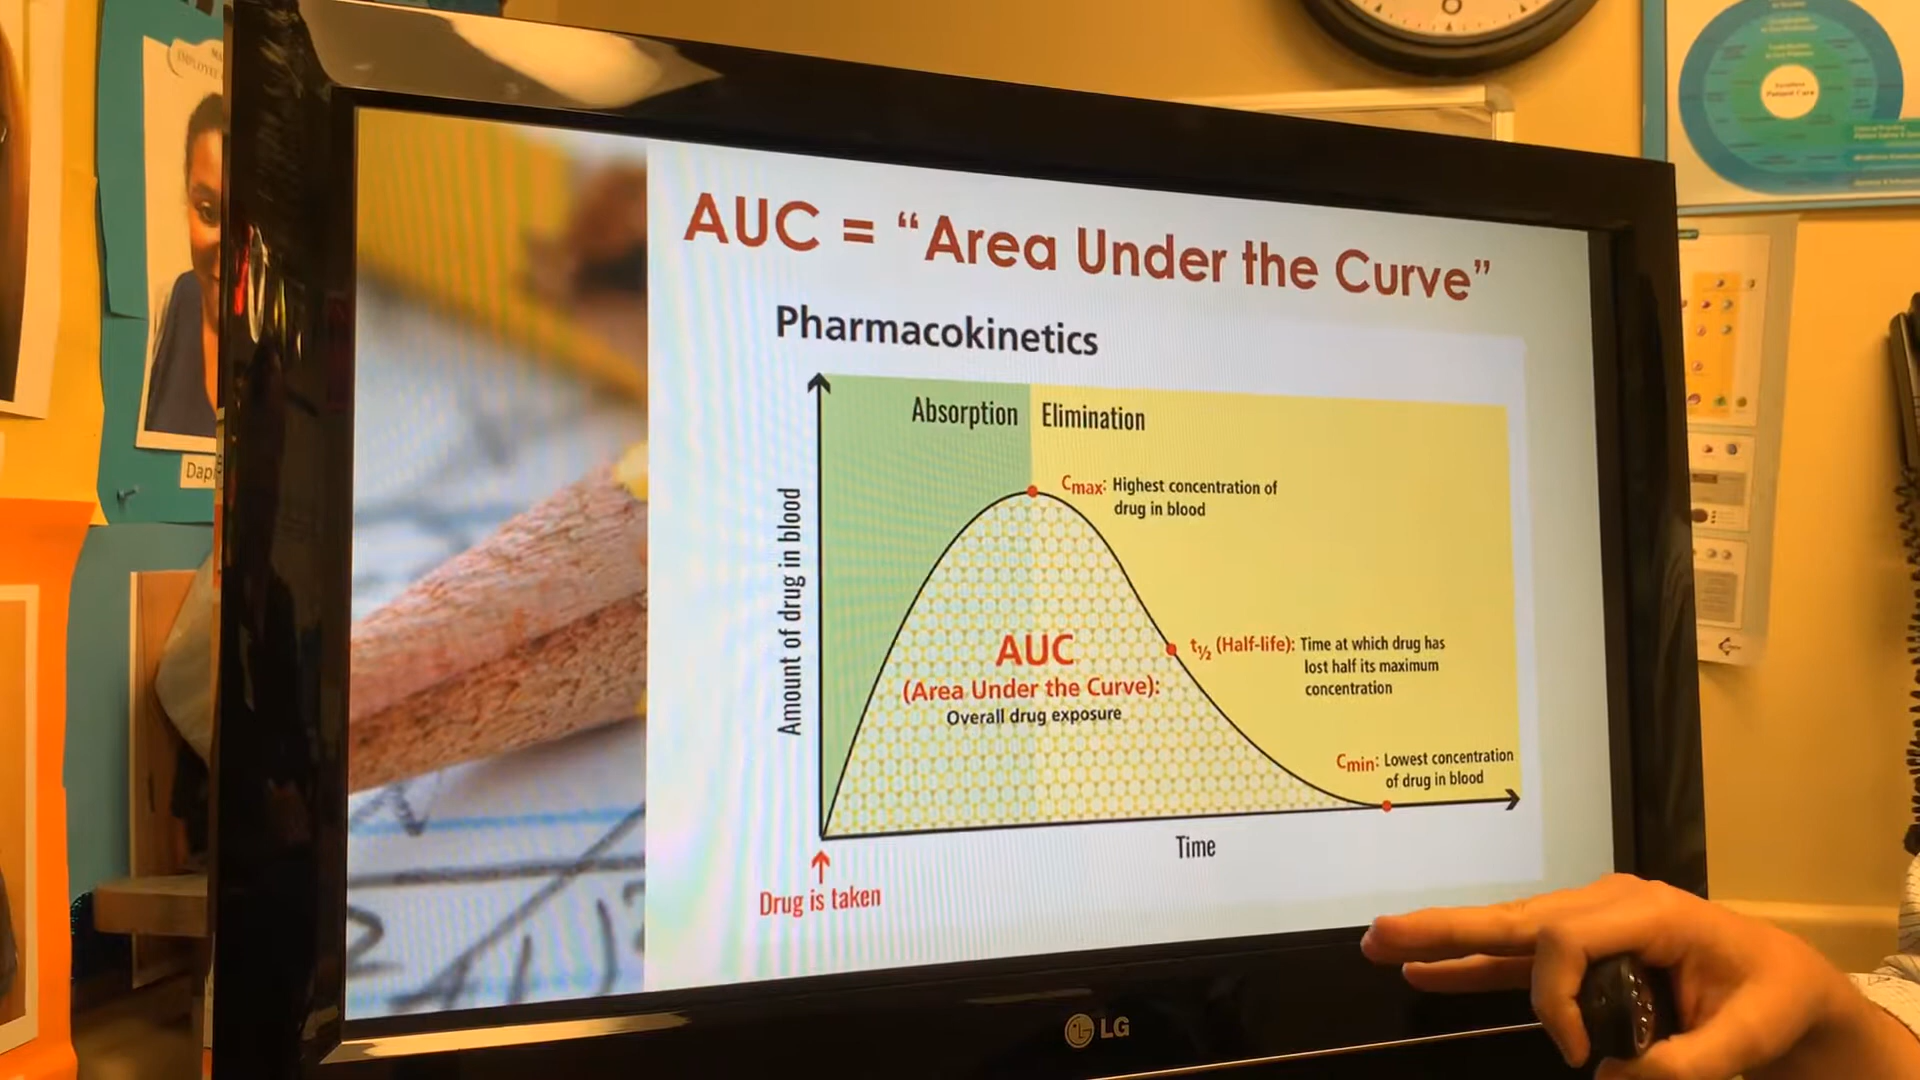 AUC = “Area Under the Curve”
Pharmacokinetics
Absorption
Elimination
Cmax: Highest concentration of
drug in blood
Amount of drug in blood
AUC
(Area Under the Curve):
Overall drug exposure
t½ (Half-life): Time at which drug has
lost half its maximum
concentration
Cmin: Lowest concentration
of drug in blood
Time
Drug is taken
LG
Patient Care